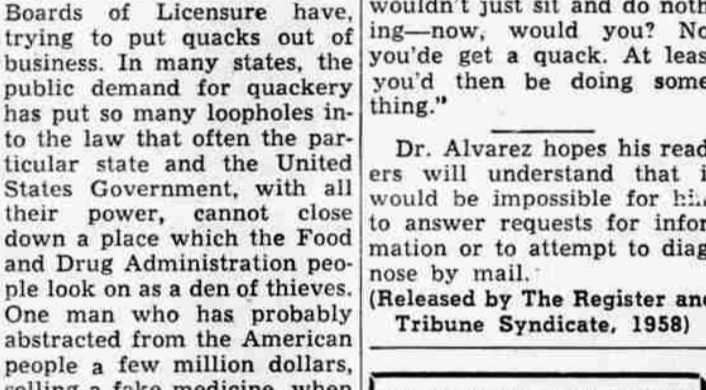 Boards of Licensure have,
trying to put quacks out of
business. In many states, the
public demand for quackery
has put so many loopholes in-
to the law that often the par-
ticular state and the United
States Government, with all
their power, cannot close
down a place which the Food
and Drug Administration peo-
ple look on as a den of thieves.
One man who has probably
abstracted from the American
people a few million dollars,
selling a fake medicine, when
wouldn't just sit and do noth
ing—now, would you? No
you'de get a quack. At leas
you'd then be doing some
thing."
Dr. Alvarez hopes his read
ers will understand that i
would be impossible for
to answer requests for infor
mation or to attempt to diag
nose by mail.
(Released by The Register and
Tribune Syndicate, 1958)